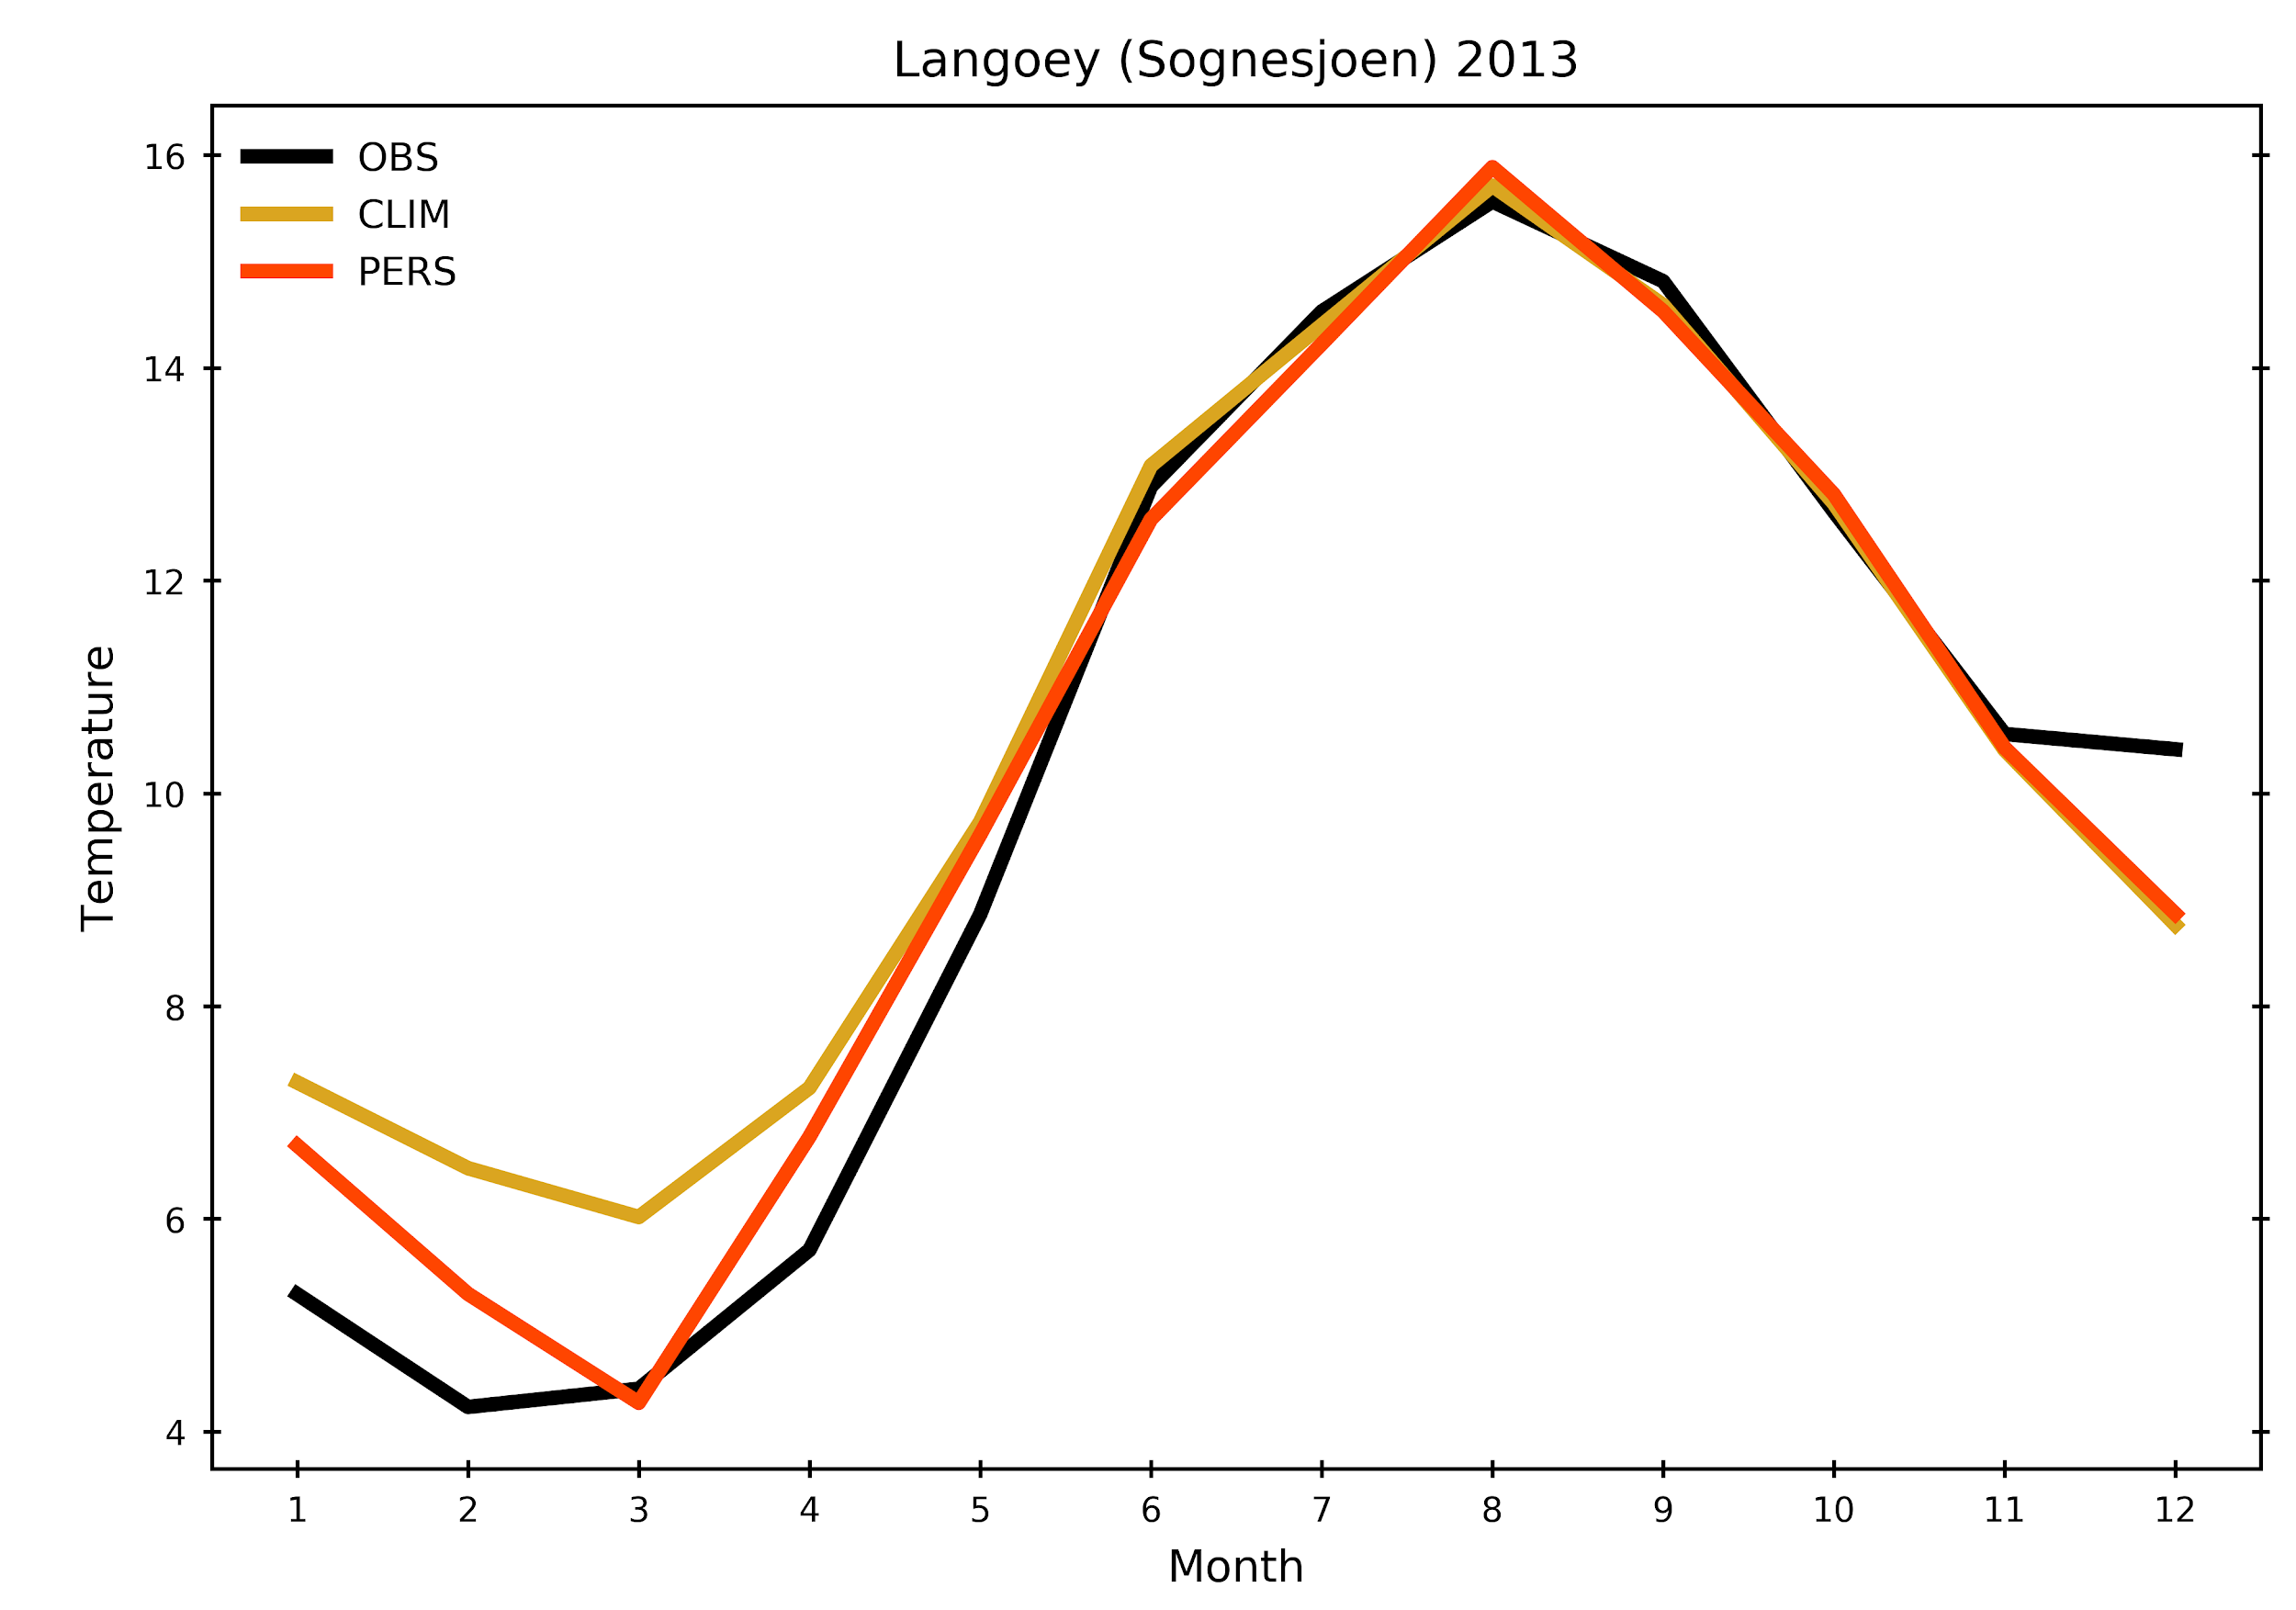 Langoey (Sognesjoen) 2013
OBS
CLIM
PERS
16
14
12
10
8
6
4
Temperature
1 2 3 4 5 6 7 8 9 10 11 12
Month